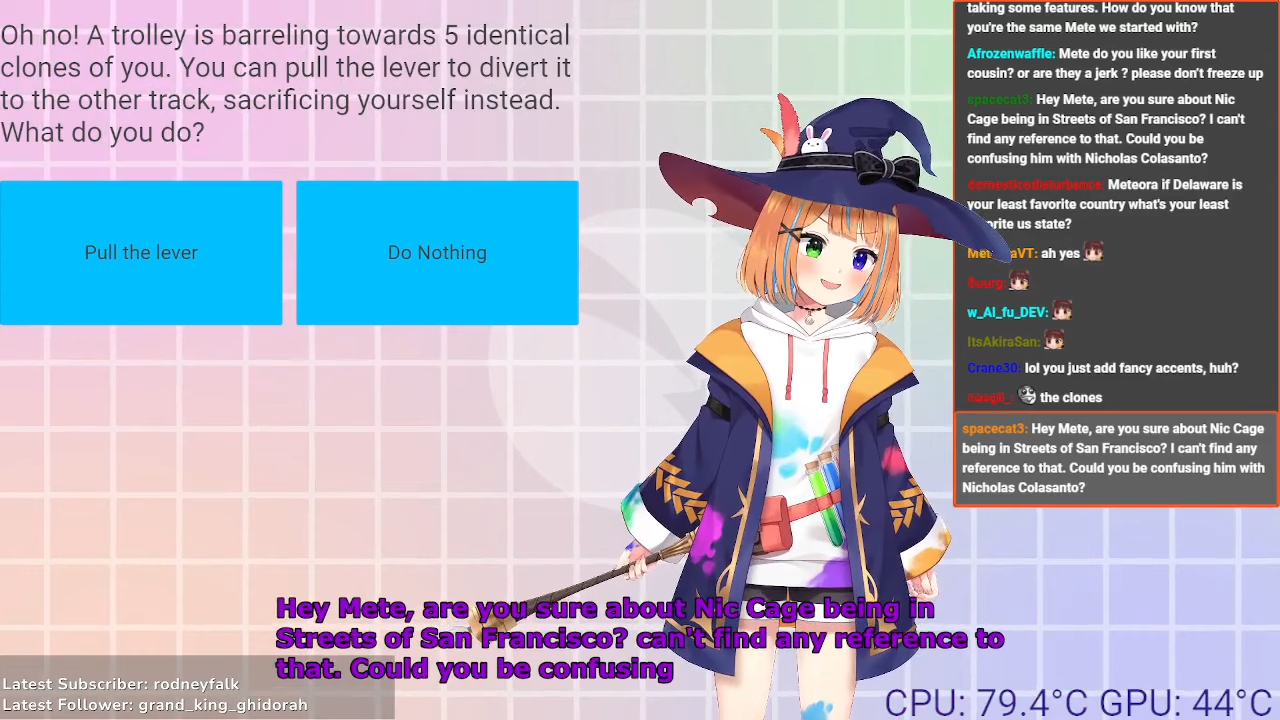 Oh no! A trolley is barreling towards 5 identical
clones of you. You can pull the lever to divert it
to the other track, sacrificing yourself instead.
What do you do?
Pull the lever
Do Nothing
taking some features. How do you know that
you're the same Mete we started with?
Afrozenwaffle: Mete do you like your first
cousin? or are they a jerk ? please don't freeze up
spacecat3: Hey Mete, are you sure about Nic
Cage being in Streets of San Francisco? I can't
find any reference to that. Could you be
confusing him with Nicholas Colasanto?
domesticdisturbance: Meteora if Delaware is
your least favorite country what's your least
us state?
ah yes
w_AI_fu_DEV:
ItsAkiraSan:
Crane30: lol you just add fancy accents, huh?
the clones
spacecat3: Hey Mete, are you sure about Nic Cage
being in Streets of San Francisco? I can't find any
reference to that. Could you be confusing him with
Nicholas Colasanto?
Hey Mete, are you sure about Nic Cage being in
Streets of San Francisco? can't find any reference to
that. Could you be confusing
Latest Subscriber: rodneyfalk
Latest Follower: grand_king_ghidorah
CPU: 79.4°C GPU: 44°C